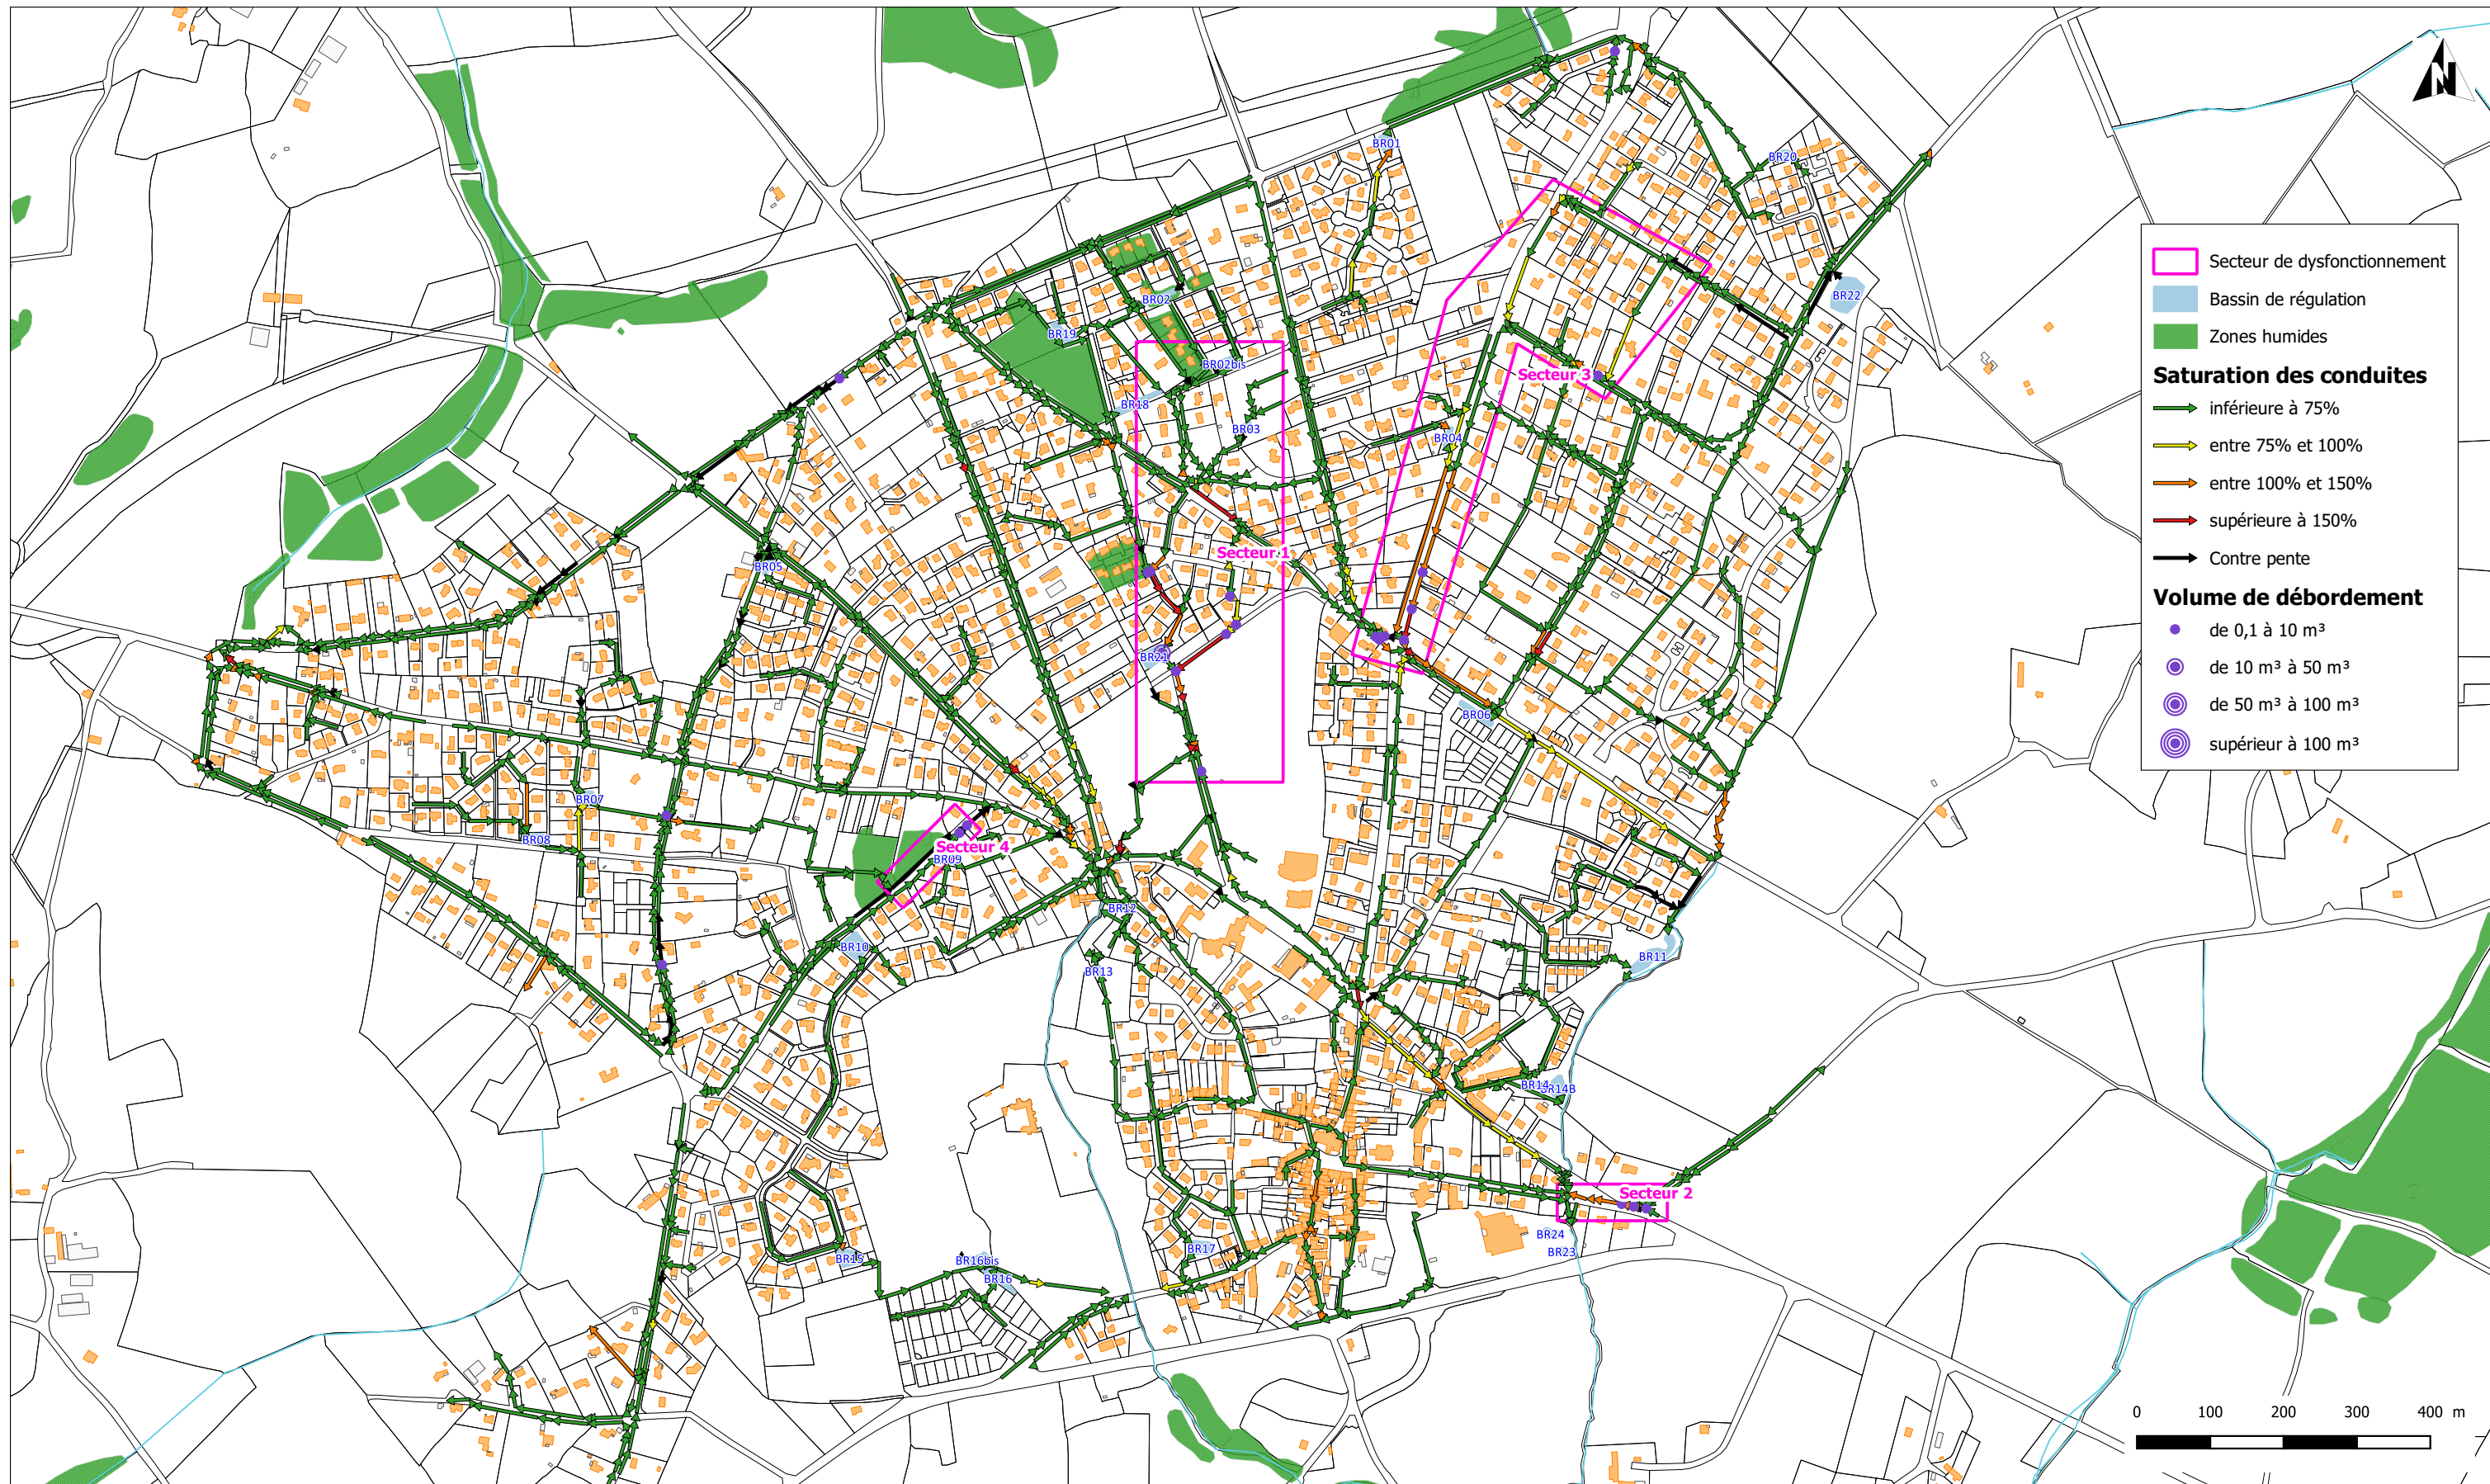 N
BR01
BR20
BR22
BR02
BR19
BR02bis
Secteur 3
BR18
BR03
BR04
Secteur 1
BR05
BR21
BR06
BR07
BR08
Secteur 4
BR09
BR12
BR10
BR13
BR11
BR14
BR14B
Secteur 2
BR24
BR23
BR17
BR15
BR16bis
BR16
Secteur de dysfonctionnement
Bassin de régulation
Zones humides
Saturation des conduites
inférieure à 75%
entre 75% et 100%
entre 100% et 150%
supérieure à 150%
Contre pente
Volume de débordement
de 0,1 à 10 m³
de 10 m³ à 50 m³
de 50 m³ à 100 m³
supérieur à 100 m³
0 100 200 300 400 m